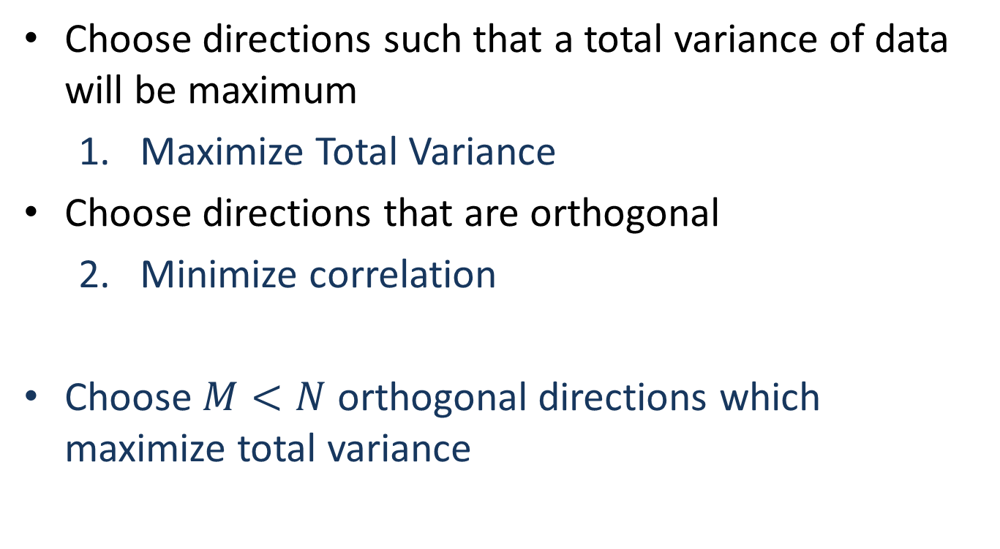 • Choose directions such that a total variance of data
will be maximum
1. Maximize Total Variance
• Choose directions that are orthogonal
2. Minimize correlation
• Choose M < N orthogonal directions which
maximize total variance